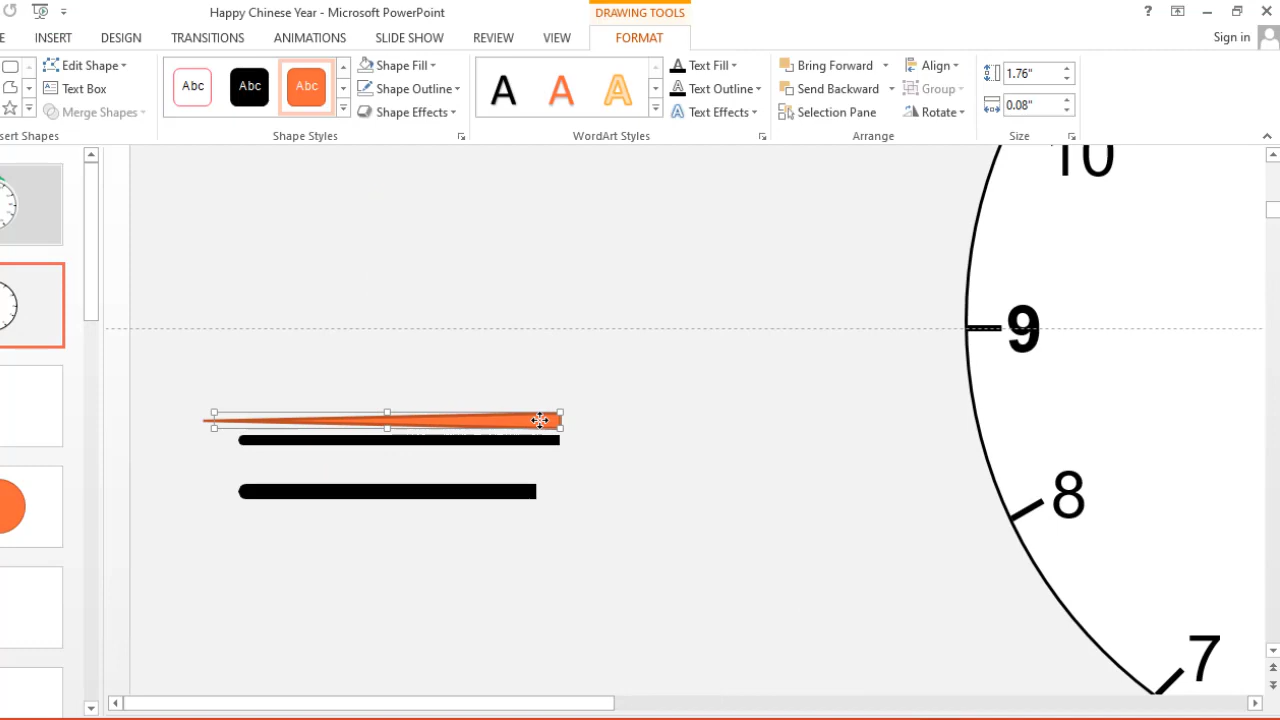 Happy Chinese Year - Microsoft PowerPoint
DRAWING TOOLS
?
INSERT
DESIGN
TRANSITIONS
ANIMATIONS
SLIDE SHOW
REVIEW
VIEW
FORMAT
Sign in
Edit Shape
Text Box
Merge Shapes
Abc
Abc
Abc
Shape Fill
Shape Outline
Shape Effects
A
A
A
Text Fill
Text Outline
Text Effects
Bring Forward
Send Backward
Selection Pane
Align
Group
Rotate
1.76"
0.08"
Shape Styles
WordArt Styles
Arrange
Size
10
9
8
7